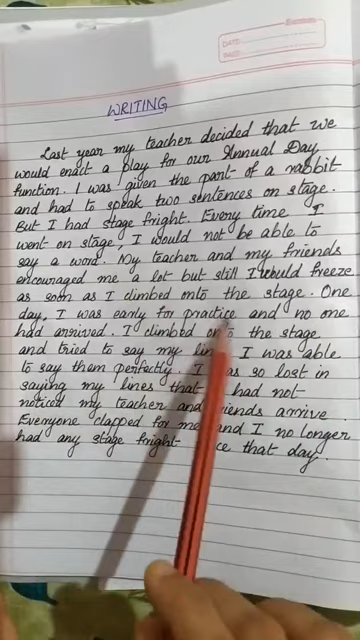 DATE:
PAGE:
WRITING
Last year my teacher decided that we
would enact a play for our Annual Day
function. I was given the part of a rabbit
and had to speak two sentences on stage.
But I had stage fright. Every time I
went on stage, I would not be able to
say a word. My teacher and my friends
encouraged me a lot but still I would freeze
as soon as I climbed onto the stage. One
day, I was early for practice and no one
had arrived. I climbed onto the stage
and tried to say my I was able
to say them perfectly. I was so lost in
saying my lines that had not
noticed my teacher and friends arrive.
Everyone clapped for me and I no longer
had any stage fright that day.